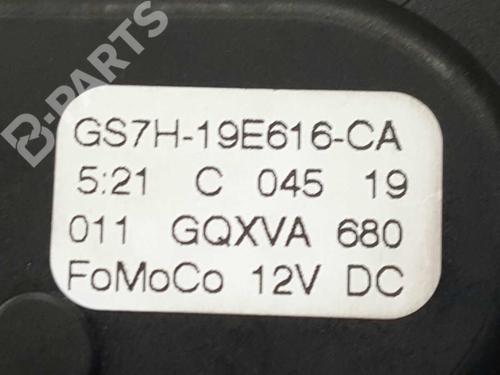 B-PARTS
GS7H-19E616-CA
5:21 C 045 19
011 GQXVA 680
FoMoCo 12V DC